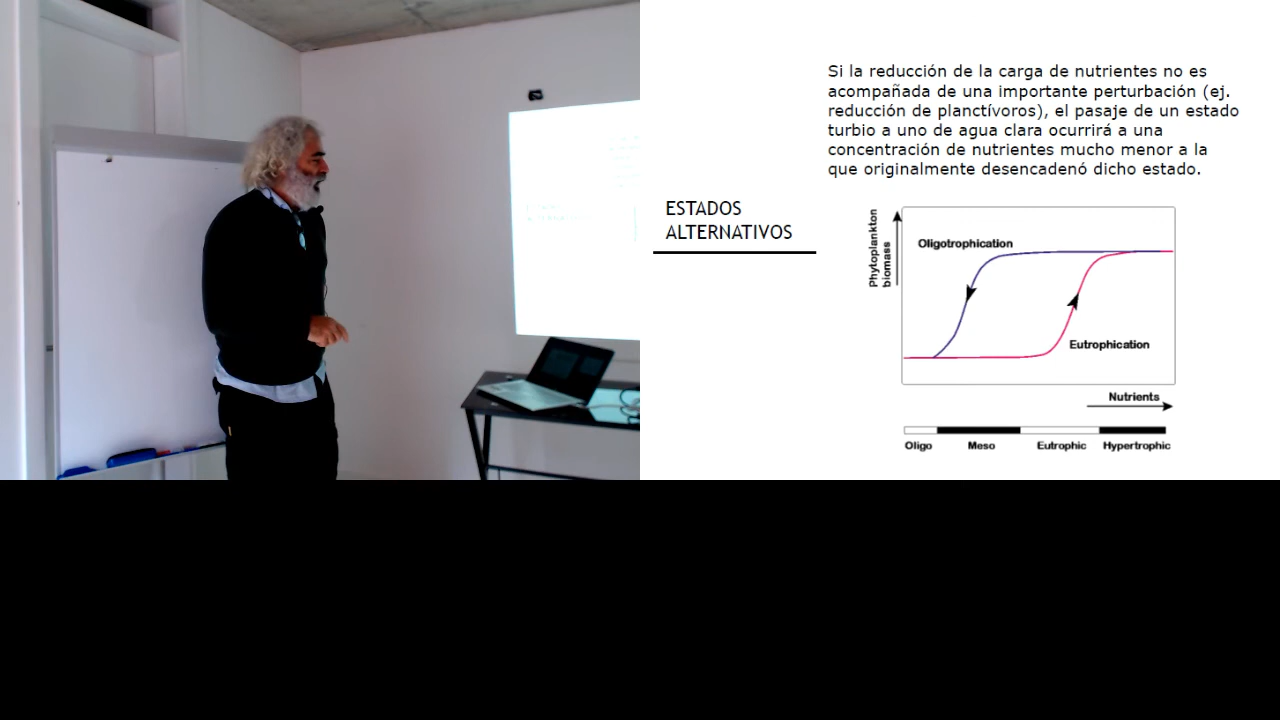 Si la reducción de la carga de nutrientes no es
acompañada de una importante perturbación (ej.
reducción de planctívoros), el pasaje de un estado
turbio a uno de agua clara ocurrirá a una
concentración de nutrientes mucho menor a la
que originalmente desencadenó dicho estado.
ESTADOS
ALTERNATIVOS
Phytoplankton
biomass
Oligotrophication
Eutrophication
Nutrients
Oligo Meso Eutrophic Hypertrophic